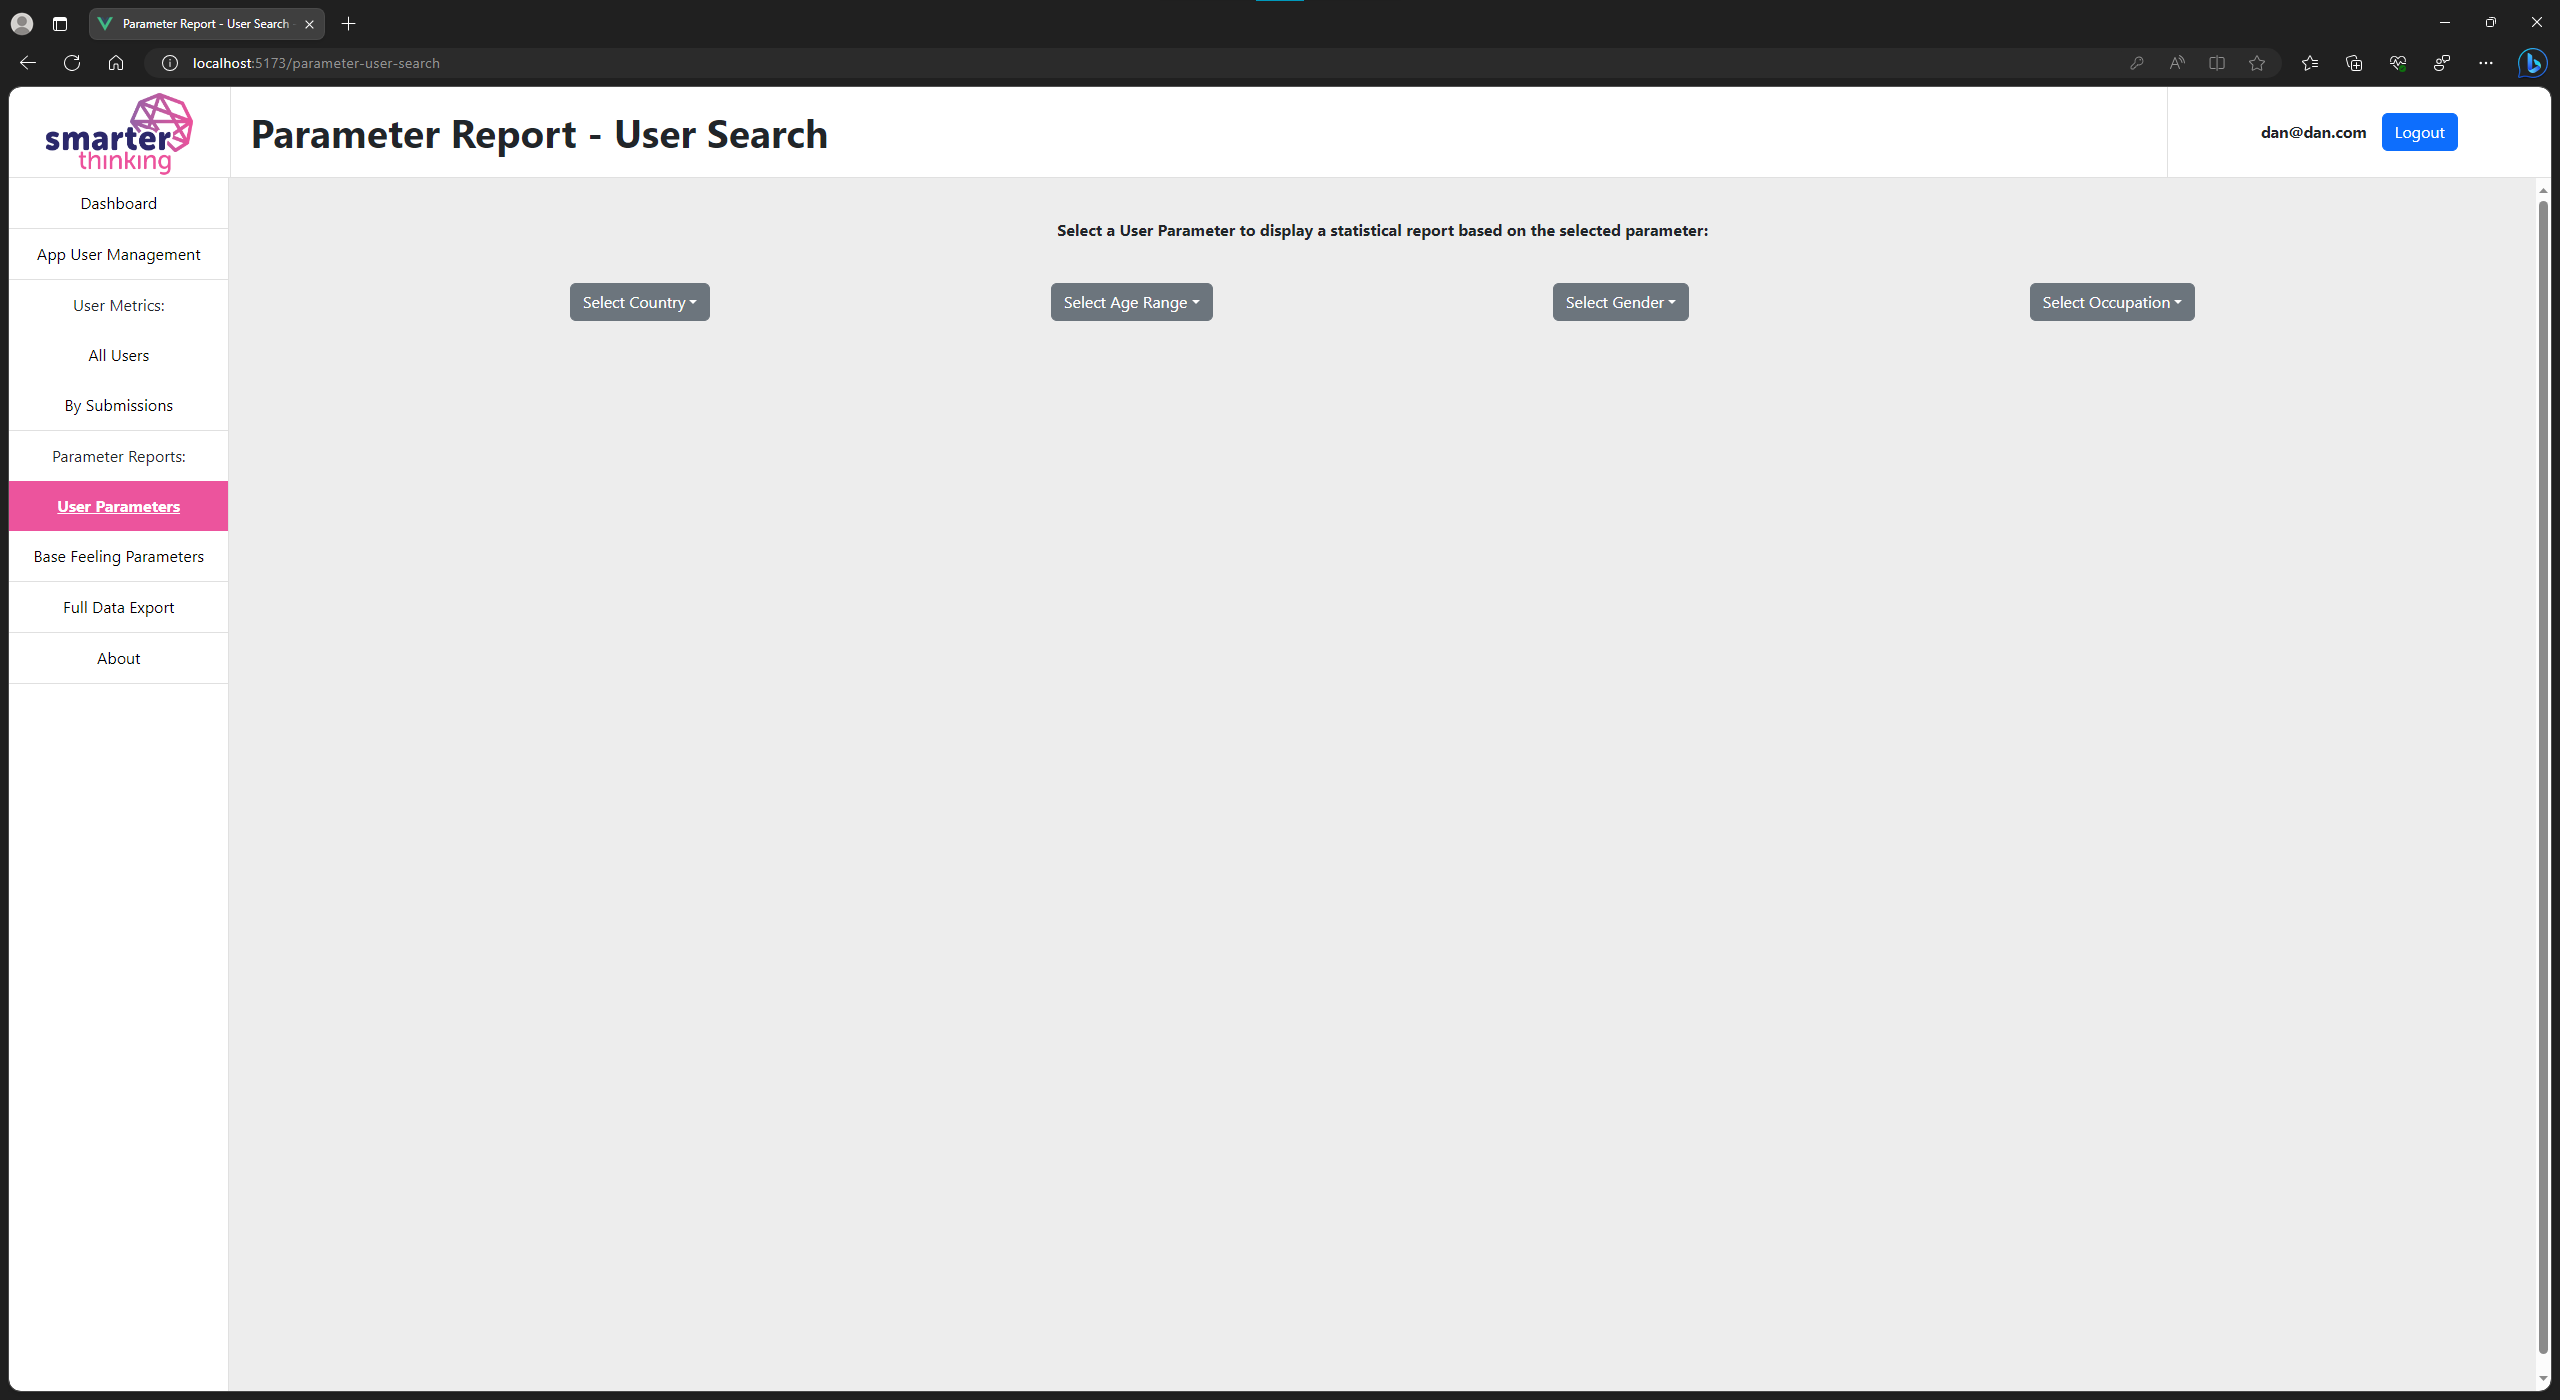 Parameter Report - User Search
localhost:5173/parameter-user-search
smarter
thinking
Parameter Report - User Search
dan@dan.com
Logout
Dashboard
App User Management
User Metrics:
All Users
By Submissions
Parameter Reports:
User Parameters
Base Feeling Parameters
Full Data Export
About
Select a User Parameter to display a statistical report based on the selected parameter:
Select Country
Select Age Range
Select Gender
Select Occupation